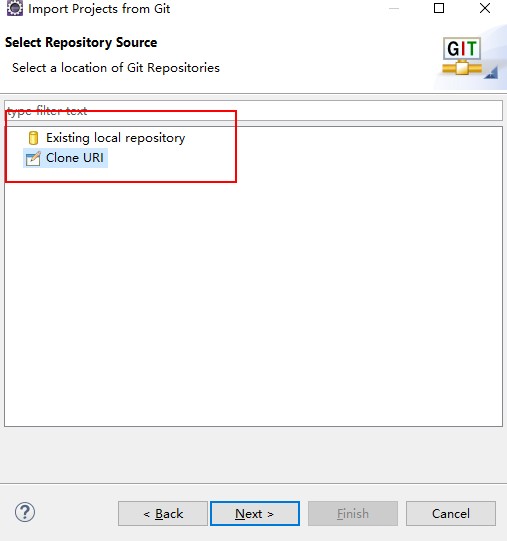 Import Projects from Git
Select Repository Source
Select a location of Git Repositories
GIT
type filter text
Existing local repository
Clone URI
?
< Back
Next >
Finish
Cancel